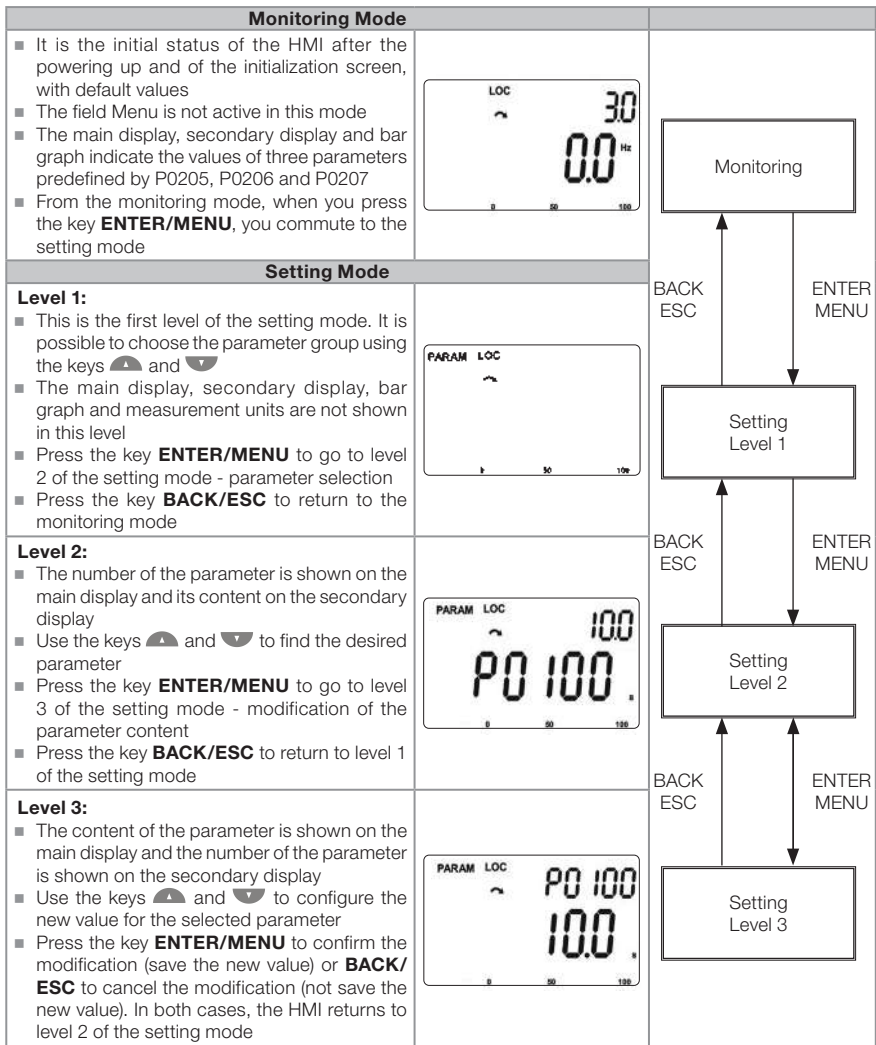 Monitoring Mode
■ It is the initial status of the HMI after the
powering up and of the initialization screen,
with default values
■ The field Menu is not active in this mode
■ The main display, secondary display and bar
graph indicate the values of three parameters
predefined by P0205, P0206 and P0207
■ From the monitoring mode, when you press
the key ENTER/MENU, you commute to the
setting mode
LOC
3.0
0.0 Hz
0 50 100
Setting Mode
Level 1:
■ This is the first level of the setting mode. It is
possible to choose the parameter group using
the keys and
■ The main display, secondary display, bar
graph and measurement units are not shown
in this level
■ Press the key ENTER/MENU to go to level
2 of the setting mode - parameter selection
■ Press the key BACK/ESC to return to the
monitoring mode
PARAM LOC
50 100
Level 2:
■ The number of the parameter is shown on the
main display and its content on the secondary
display
■ Use the keys and to find the desired
parameter
■ Press the key ENTER/MENU to go to level
3 of the setting mode - modification of the
parameter content
■ Press the key BACK/ESC to return to level 1
of the setting mode
PARAM LOC
10.0
P0100
0 50 100
Level 3:
■ The content of the parameter is shown on the
main display and the number of the parameter
is shown on the secondary display
■ Use the keys and to configure the
new value for the selected parameter
■ Press the key ENTER/MENU to confirm the
modification (save the new value) or BACK/
ESC to cancel the modification (not save the
new value). In both cases, the HMI returns to
level 2 of the setting mode
PARAM LOC
P0100
10.0
0 50 100
Monitoring
BACK
ESC
ENTER
MENU
Setting
Level 1
BACK
ESC
ENTER
MENU
Setting
Level 2
BACK
ESC
ENTER
MENU
Setting
Level 3